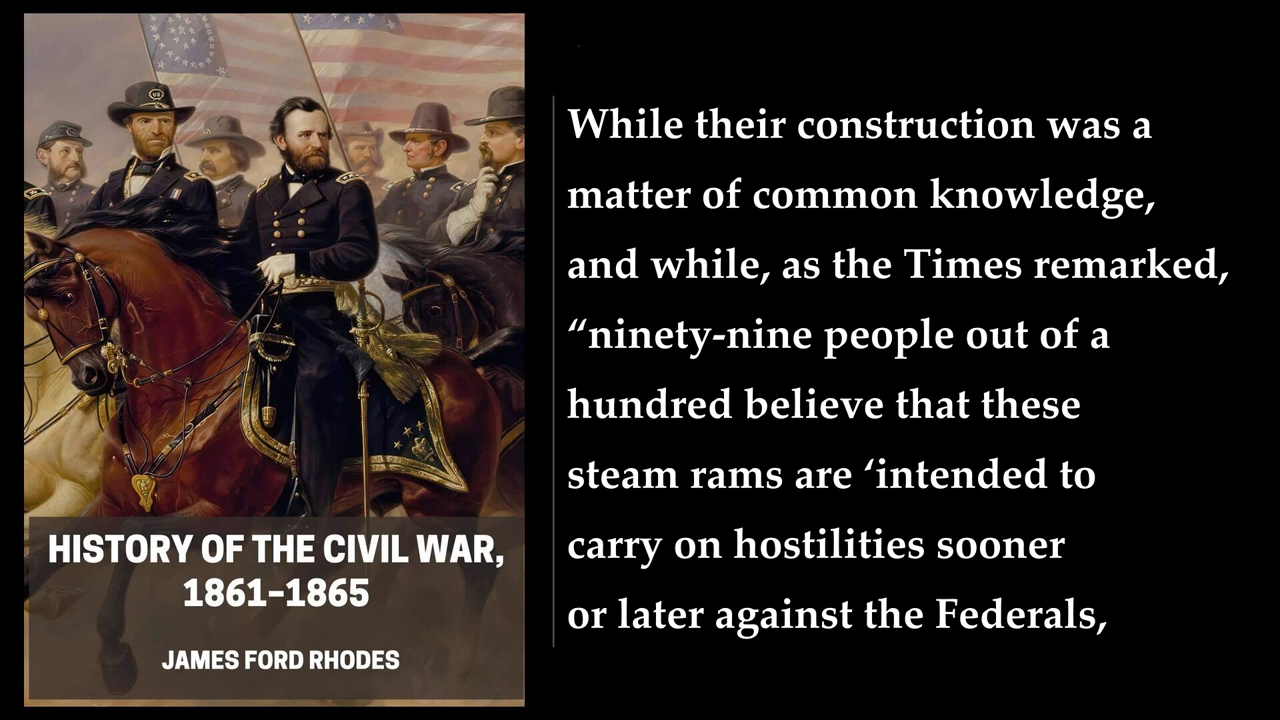 HISTORY OF THE CIVIL WAR,
1861–1865
JAMES FORD RHODES
While their construction was a
matter of common knowledge,
and while, as the Times remarked,
“ninety-nine people out of a
hundred believe that these
steam rams are ‘intended to
carry on hostilities sooner
or later against the Federals,